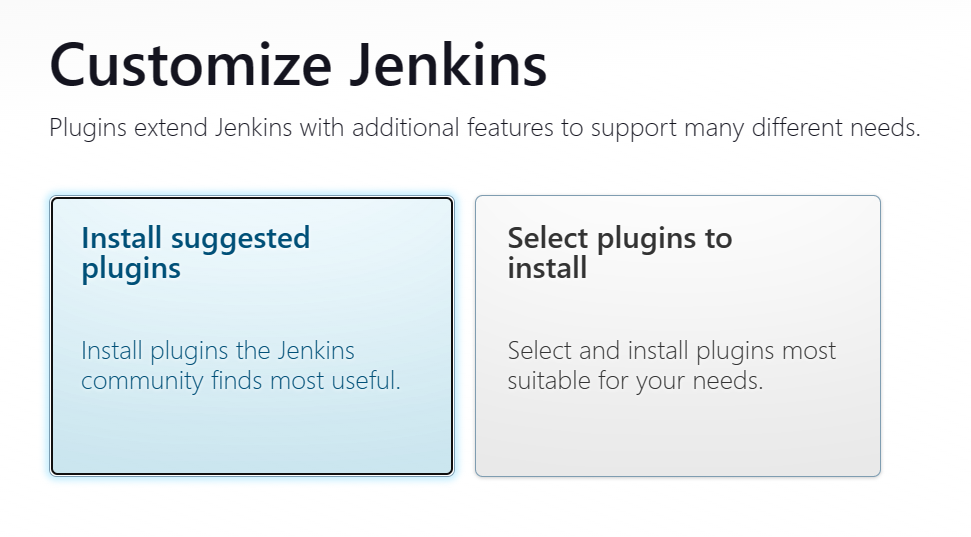 Customize Jenkins
Plugins extend Jenkins with additional features to support many different needs.
Install suggested
plugins
Install plugins the Jenkins
community finds most useful.
Select plugins to
install
Select and install plugins most
suitable for your needs.